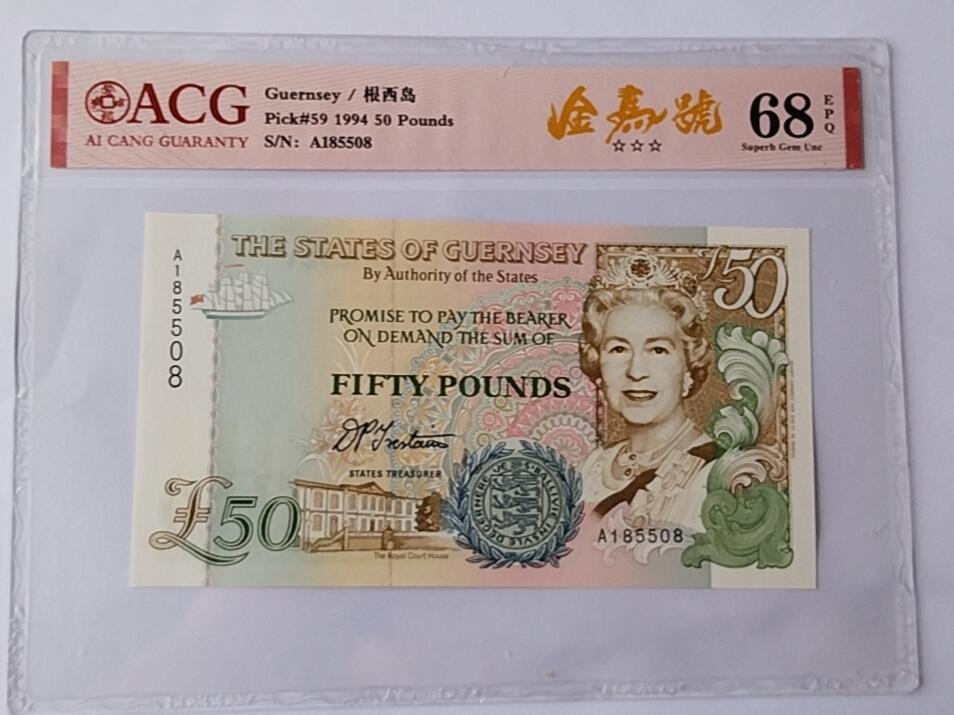 ACG
AI CANG GUARANTY
Guernsey / 根西岛
Pick#59 1994 50 Pounds
S/N: A185508
金馬號
☆☆☆
68
EPQ
Superb Gem Unc
A185508
THE STATES OF GUERNSEY
By Authority of the States
£50
PROMISE TO PAY THE BEARER
ON DEMAND THE SUM OF
FIFTY POUNDS
STATES TREASURER
£50
The Royal Court House
A185508